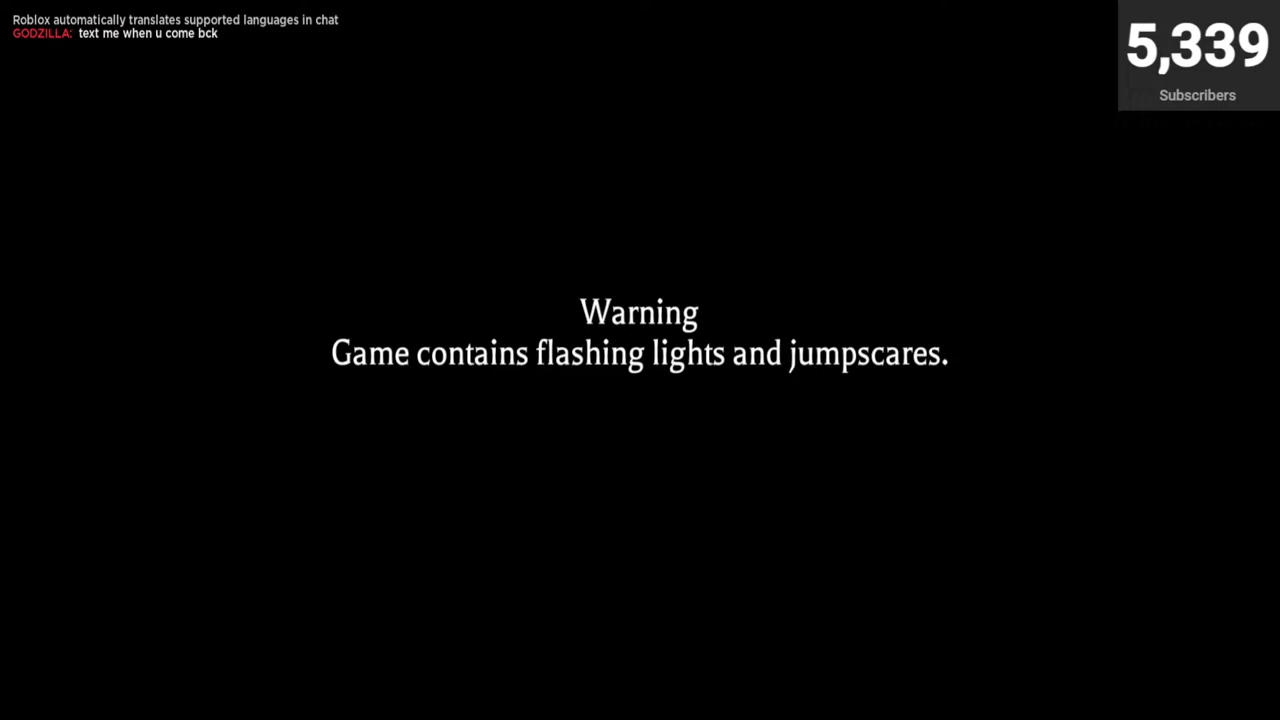 Roblox automatically translates supported languages in chat
GODZILLA: text me when u come bck
5,339
Subscribers
Warning
Game contains flashing lights and jumpscares.